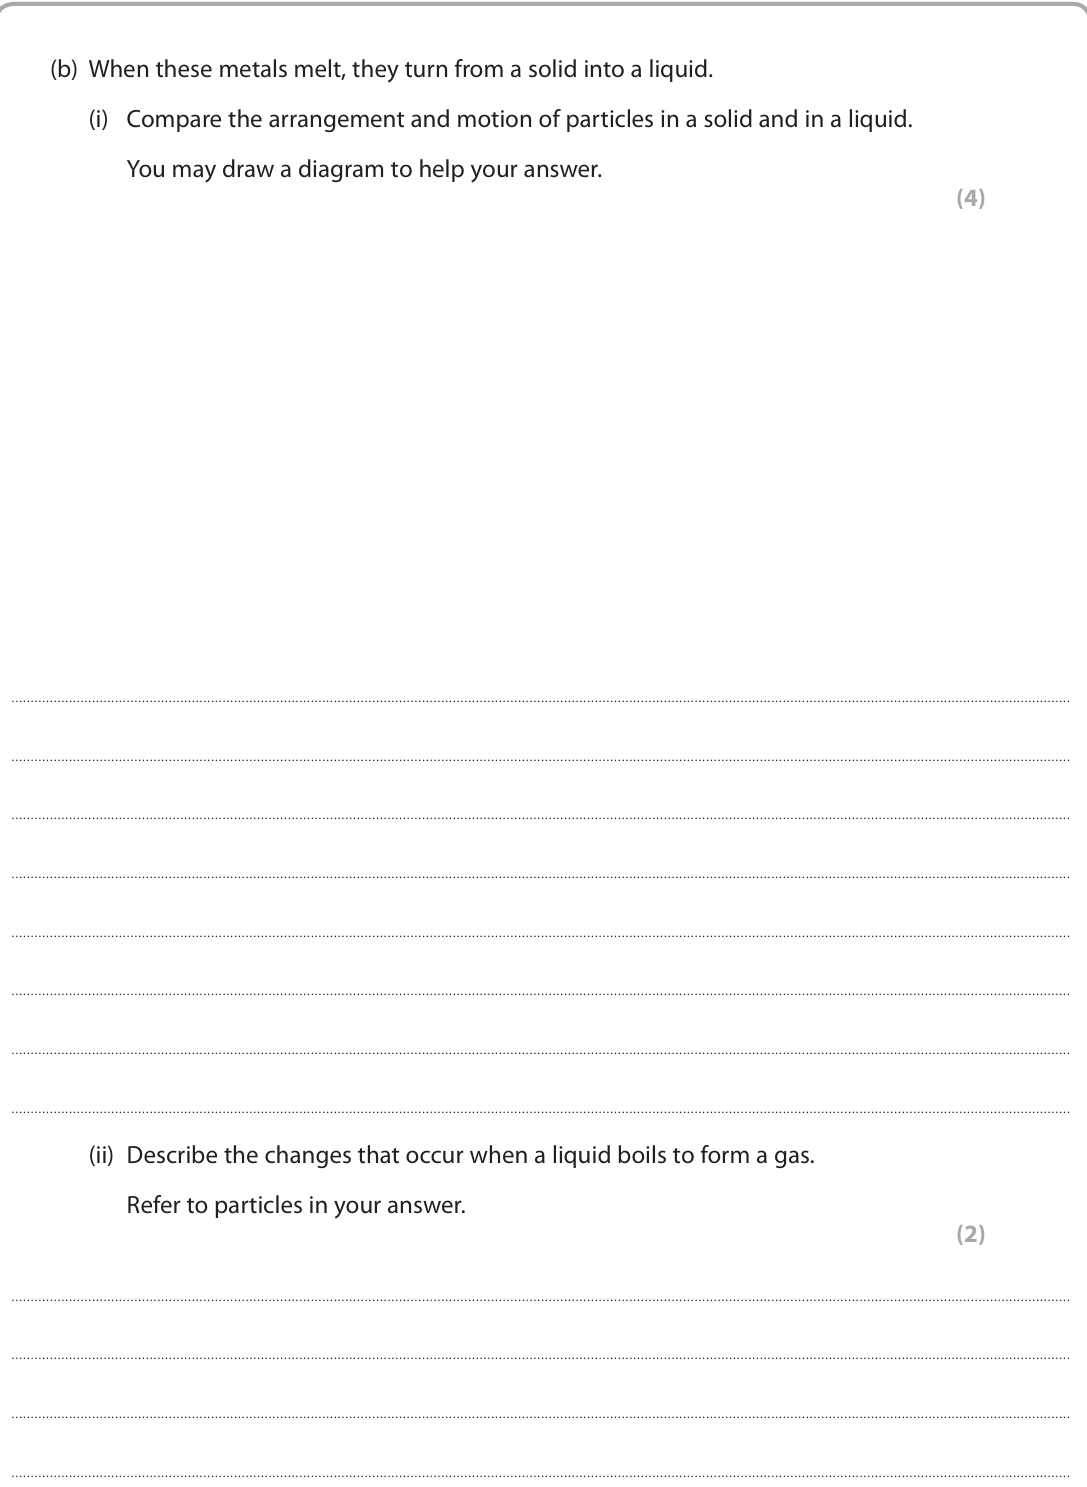 (b) When these metals melt, they turn from a solid into a liquid.
(i) Compare the arrangement and motion of particles in a solid and in a liquid.
You may draw a diagram to help your answer.
(4)
(ii) Describe the changes that occur when a liquid boils to form a gas.
Refer to particles in your answer.
(2)